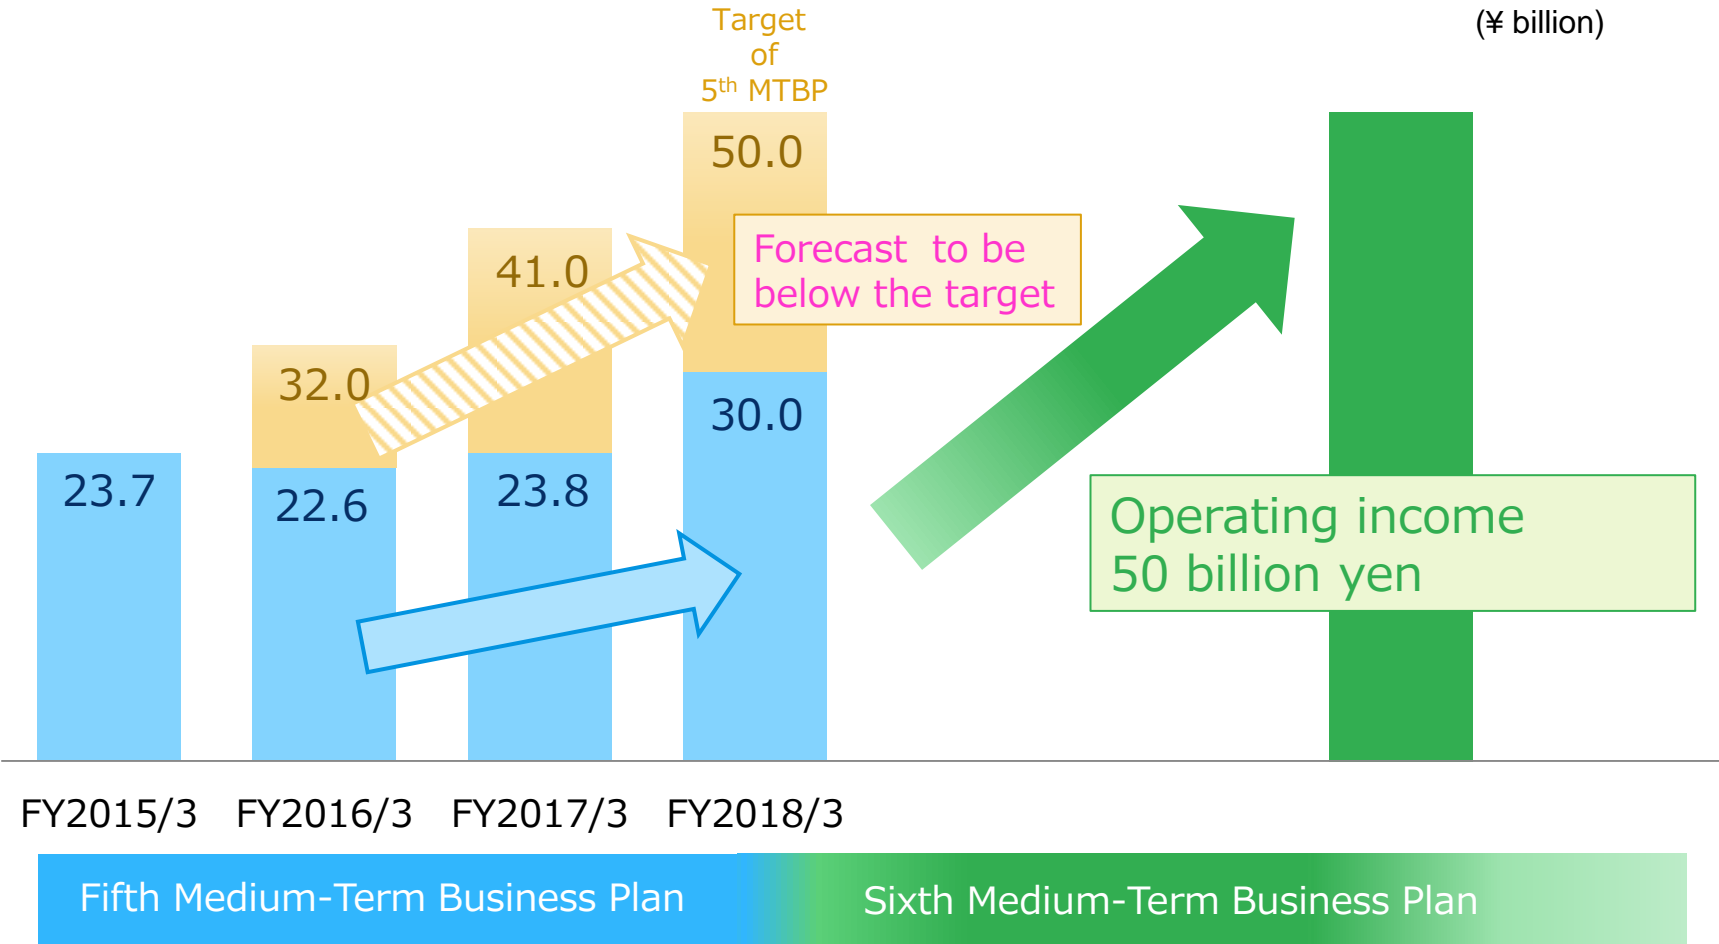 Target
of
5th MTBP
(¥ billion)
50.0
Forecast to be
below the target
41.0
32.0
30.0
23.7
22.6
23.8
Operating income
50 billion yen
FY2015/3
FY2016/3
FY2017/3
FY2018/3
Fifth Medium-Term Business Plan
Sixth Medium-Term Business Plan